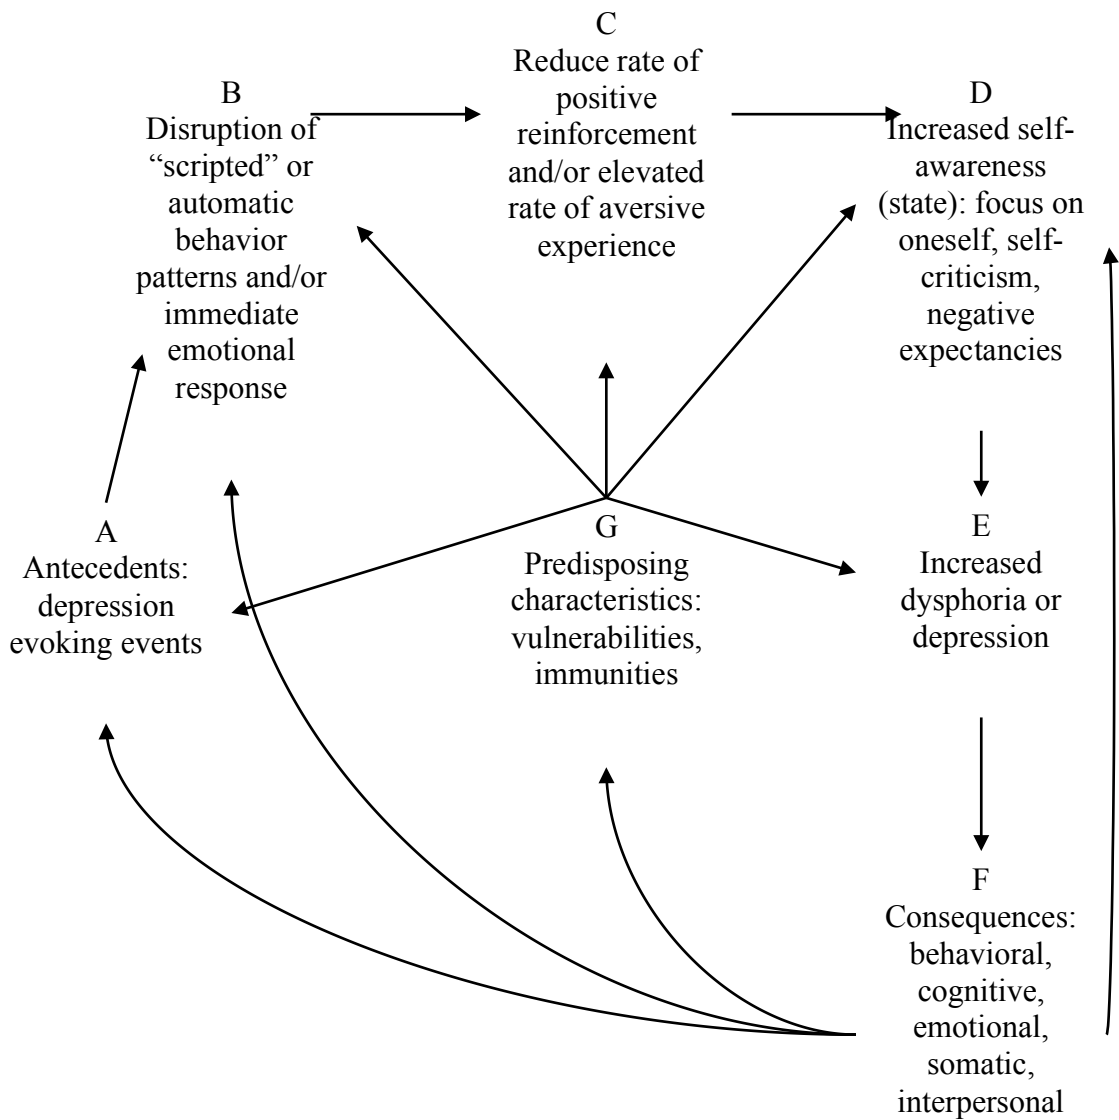 A
Antecedents:
depression
evoking events
B
Disruption of
“scripted” or
automatic
behavior
patterns and/or
immediate
emotional
response
C
Reduce rate of
positive
reinforcement
and/or elevated
rate of aversive
experience
D
Increased self-
awareness
(state): focus on
oneself, self-
criticism,
negative
expectancies
E
Increased
dysphoria or
depression
F
Consequences:
behavioral,
cognitive,
emotional,
somatic,
interpersonal
G
Predisposing
characteristics:
vulnerabilities,
immunities